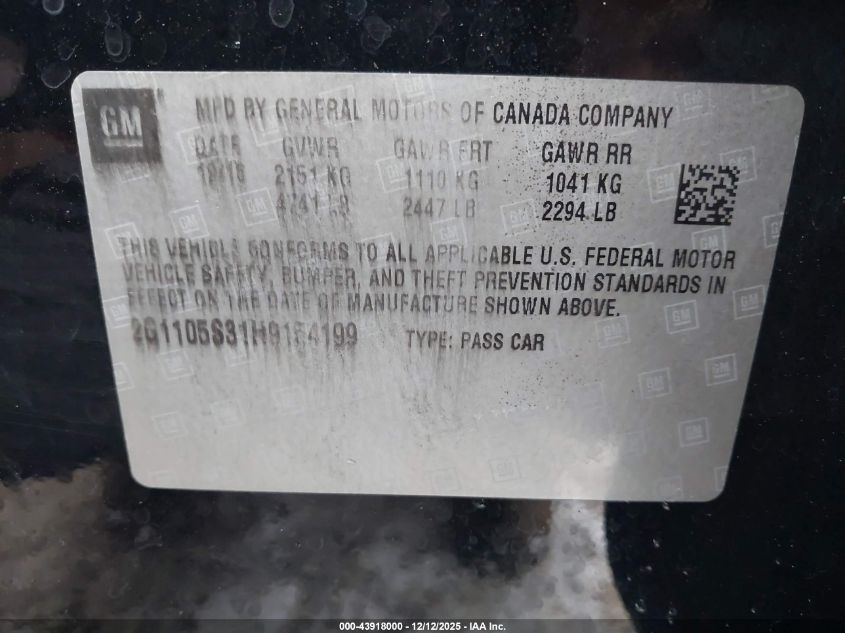 GM
MFD BY GENERAL MOTORS OF CANADA COMPANY
DATE GVWR GAWR FRT GAWR RR
12/16 2151 KG 1110 KG 1041 KG
4741 LB 2447 LB 2294 LB
THIS VEHICLE CONFORMS TO ALL APPLICABLE U.S. FEDERAL MOTOR
VEHICLE SAFETY, BUMPER, AND THEFT PREVENTION STANDARDS IN
EFFECT ON THE DATE OF MANUFACTURE SHOWN ABOVE.
TYPE: PASS CAR
000-43918000 - 12/12/2025 - IAA Inc.